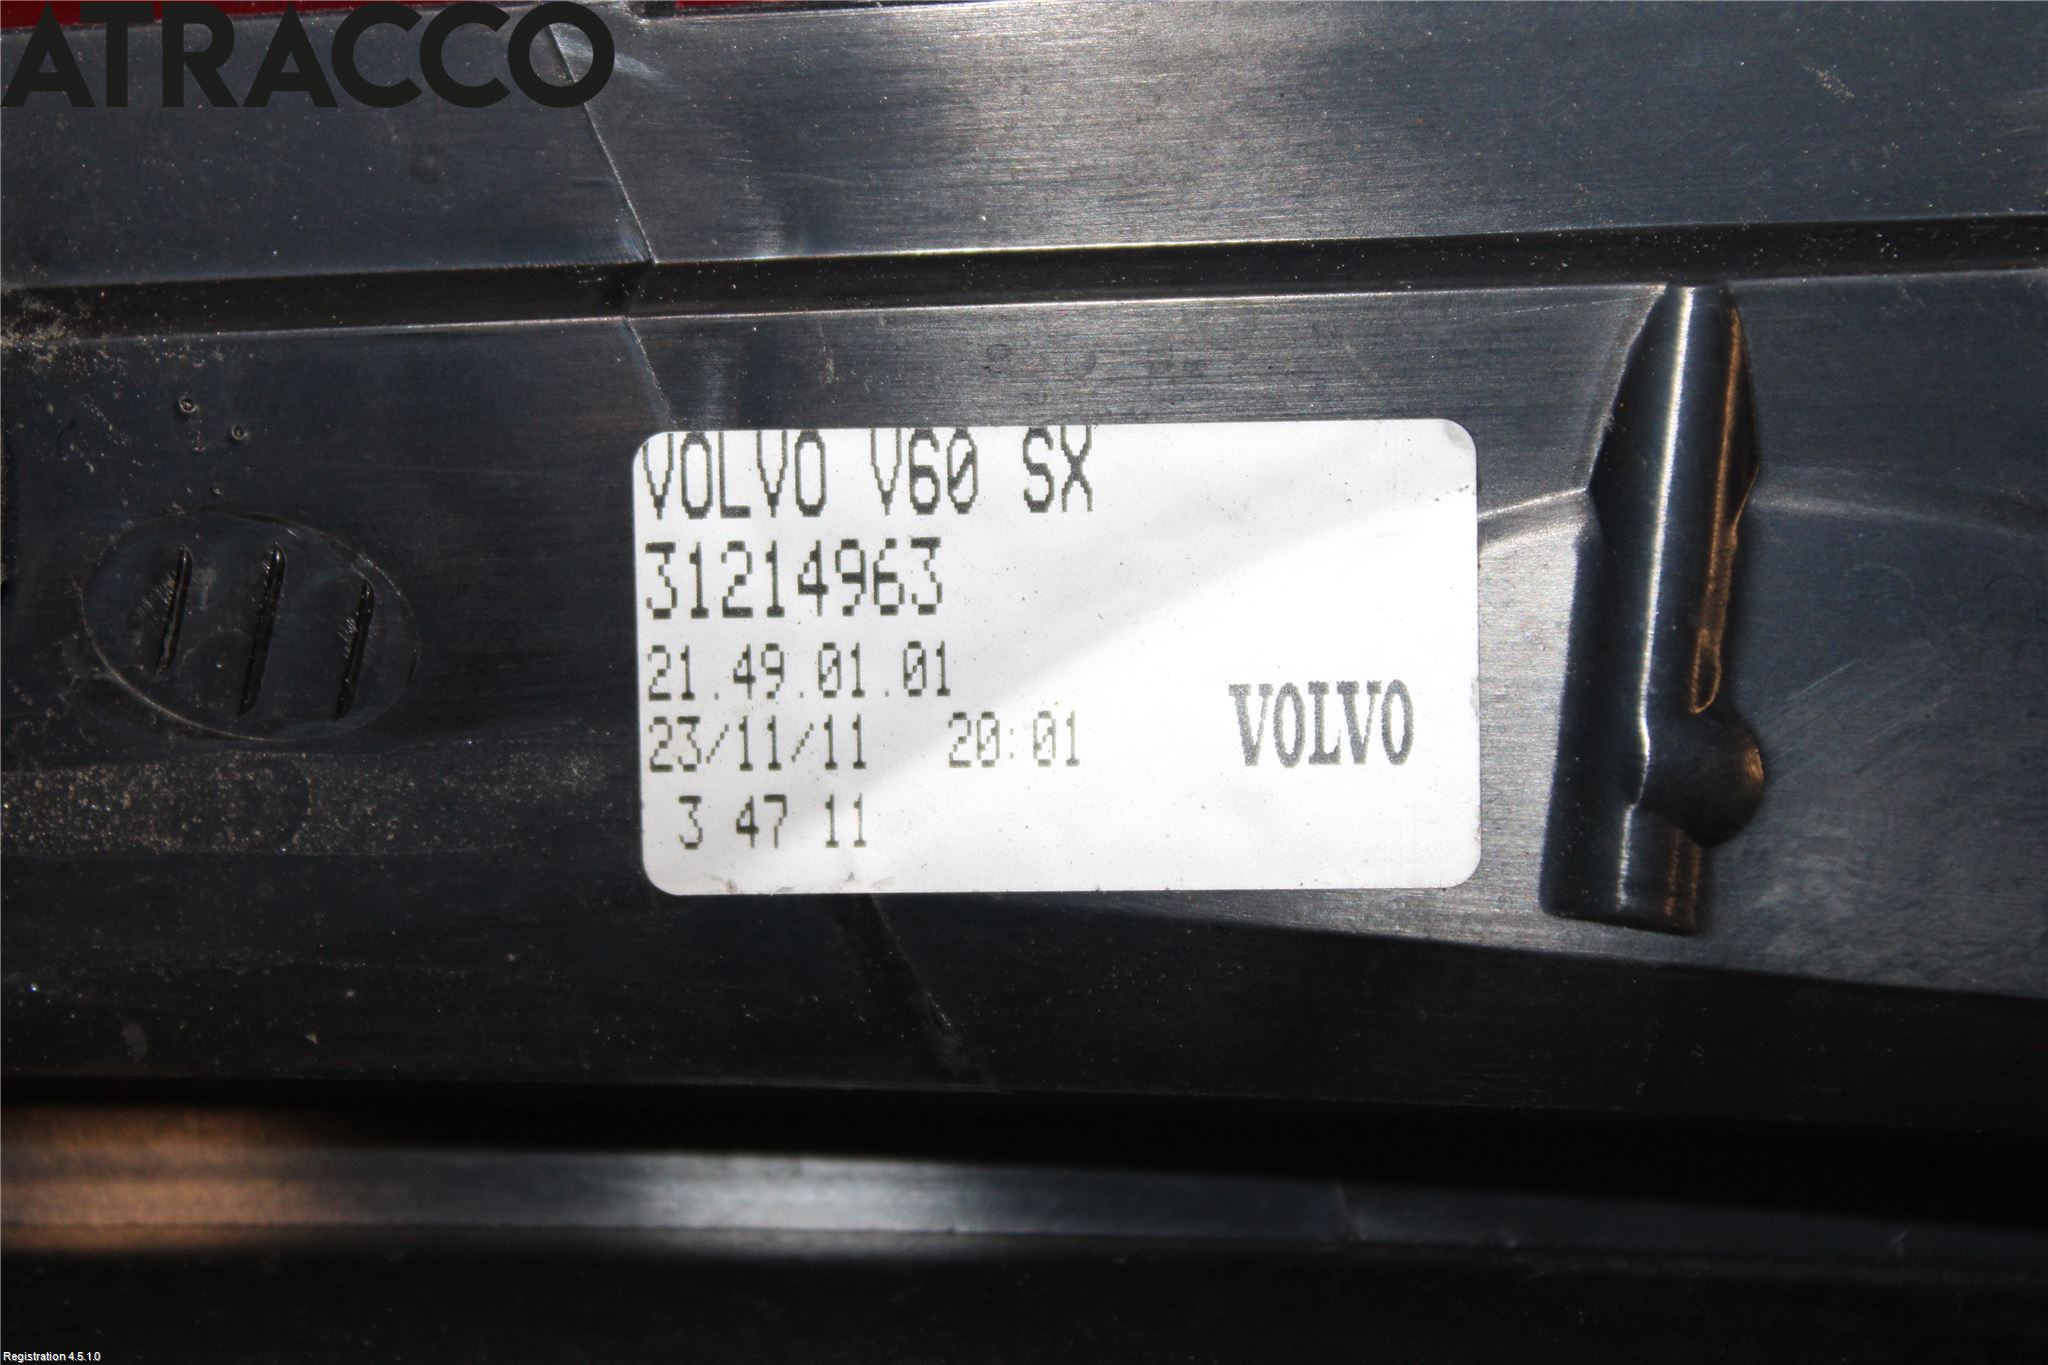 ATRACCO
VOLVO V60 SX
31214963
21.49.01.01
23/11/11 20:01
VOLVO
3 47 11
Registration 4.5.1.0